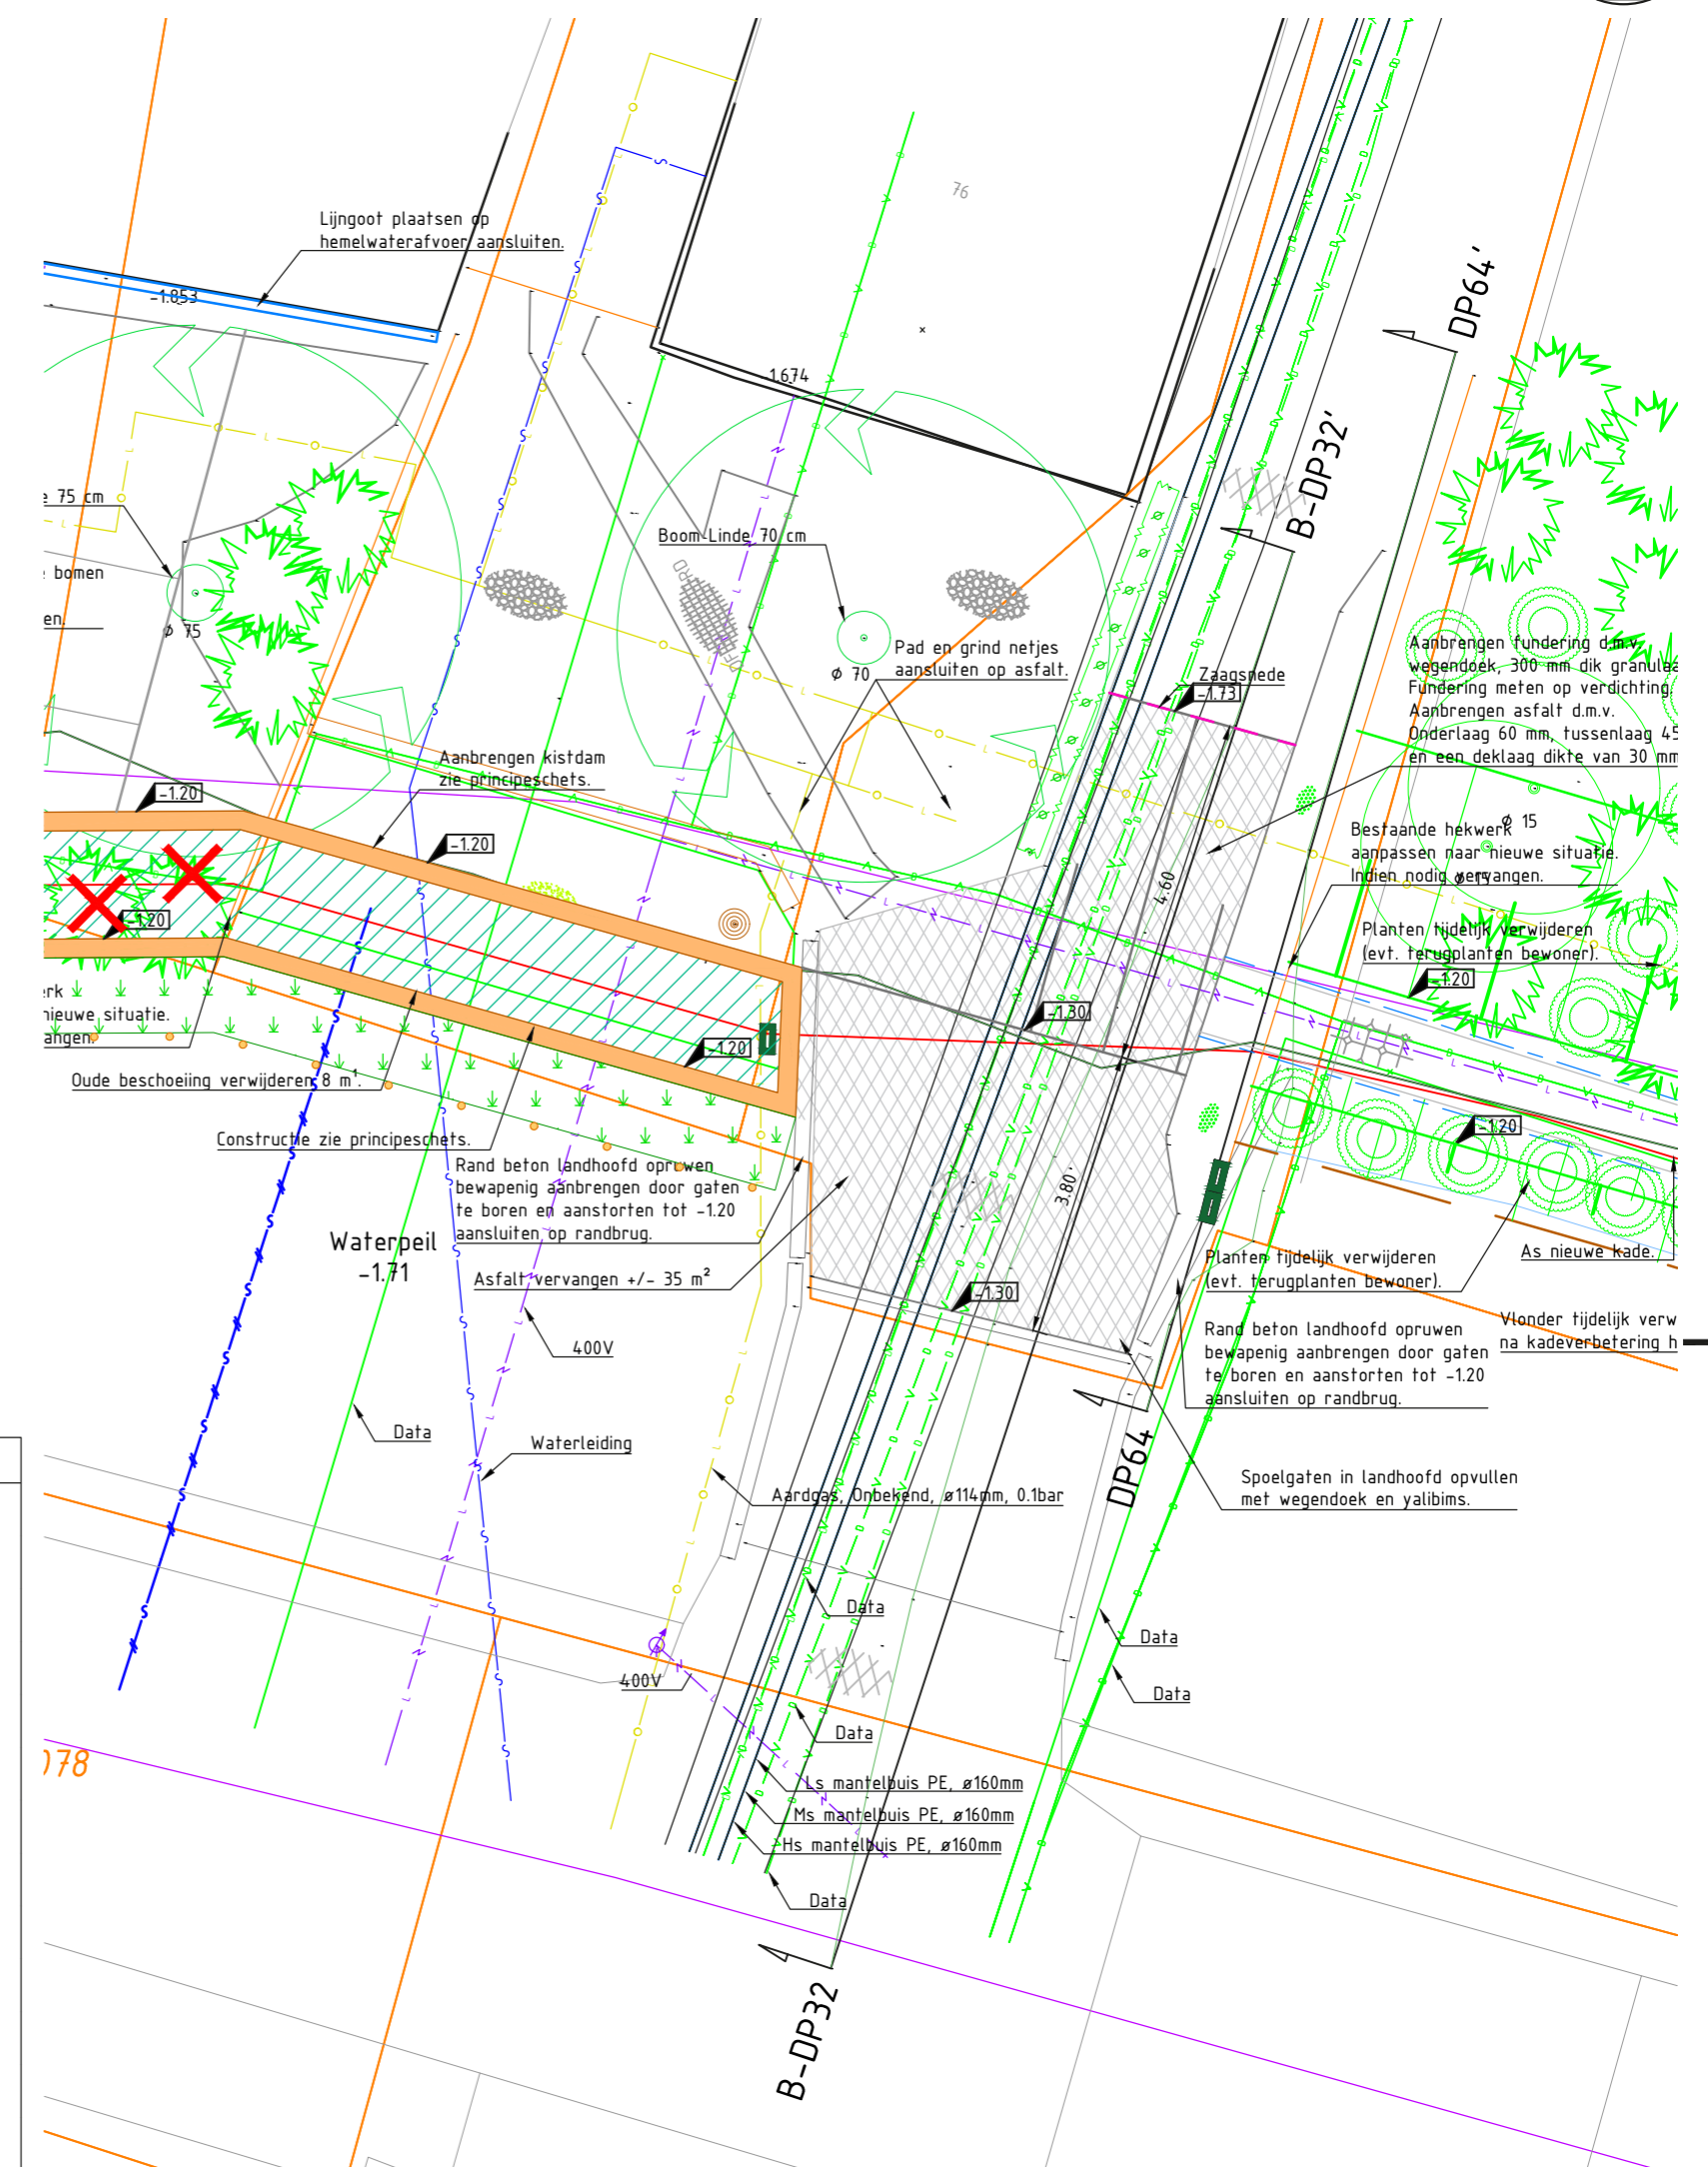 76
Lijngoot plaatsen op
hemelwaterafvoer aansluiten.
-1.853
1.674
DP64'
B-DP32'
e 75 cm
bomen
en.
ϕ 75
Boom-Linde 70 cm
ϕ 70
Pad en grind netjes
aansluiten op asfalt.
Zaagsnede
-1.73
Aanbrengen fundering d.m.v.
wegendoek, 300 mm dik granulaa
Fundering meten op verdichting.
Aanbrengen asfalt d.m.v.
Onderlaag 60 mm, tussenlaag 45
en een deklaag dikte van 30 mm
Aanbrengen kistdam
zie principeschets.
-1.20
-1.20
-1.20
ϕ 15
Bestaande hekwerk
aanpassen naar nieuwe situatie.
Indien nodig vervangen.
ϕ 15
4.60
Planten tijdelijk verwijderen
(evt. terugplanten bewoner).
-1.20
-1.30
-1.20
erk
nieuwe situatie.
angen.
Oude beschoeiing verwijderen 8 m¹.
Constructie zie principeschets.
-1.20
3.80
Rand beton landhoofd opruwen
bewapenig aanbrengen door gaten
te boren en aanstorten tot -1.20
aansluiten op randbrug.
Waterpeil
-1.71
Asfalt vervangen +/- 35 m²
-1.30
As nieuwe kade.
Planten tijdelijk verwijderen
(evt. terugplanten bewoner).
Vlonder tijdelijk verw
na kadeverbetering h
Rand beton landhoofd opruwen
bewapenig aanbrengen door gaten
te boren en aanstorten tot -1.20
aansluiten op randbrug.
400V
Data
Waterleiding
DP64
Aardgas, Onbekend, ø114mm, 0.1bar
Spoelgaten in landhoofd opvullen
met wegendoek en yalibims.
Data
Data
400V
Data
Data
078
Ls mantelbuis PE, ø160mm
Ms mantelbuis PE, ø160mm
Hs mantelbuis PE, ø160mm
Data
B-DP32